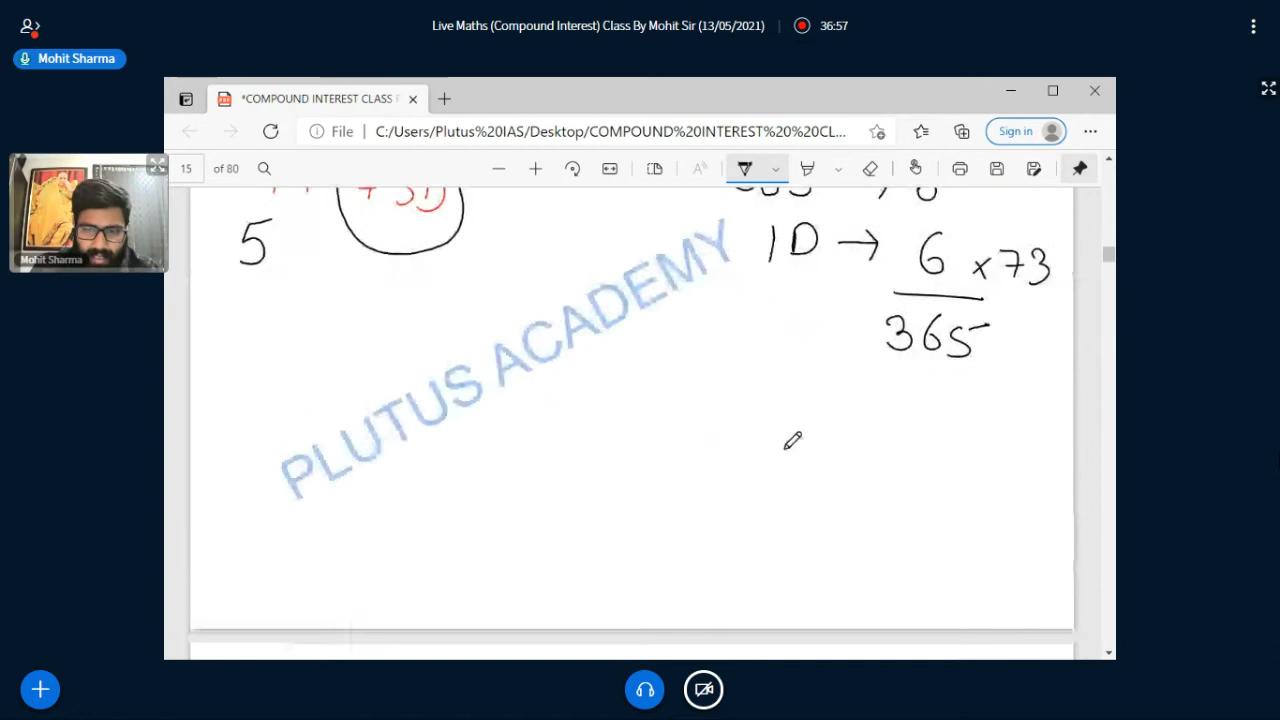 Live Maths (Compound Interest) Class By Mohit Sir (13/05/2021)
36:57
Mohit Sharma
*COMPOUND INTEREST CLASS
File
C:/Users/Plutus%20IAS/Desktop/COMPOUND%20INTEREST%20%20CL...
Sign in
15 of 80
Mohit Sharma
5
1D → 6 x 73
365
PLUTUS ACADEMY